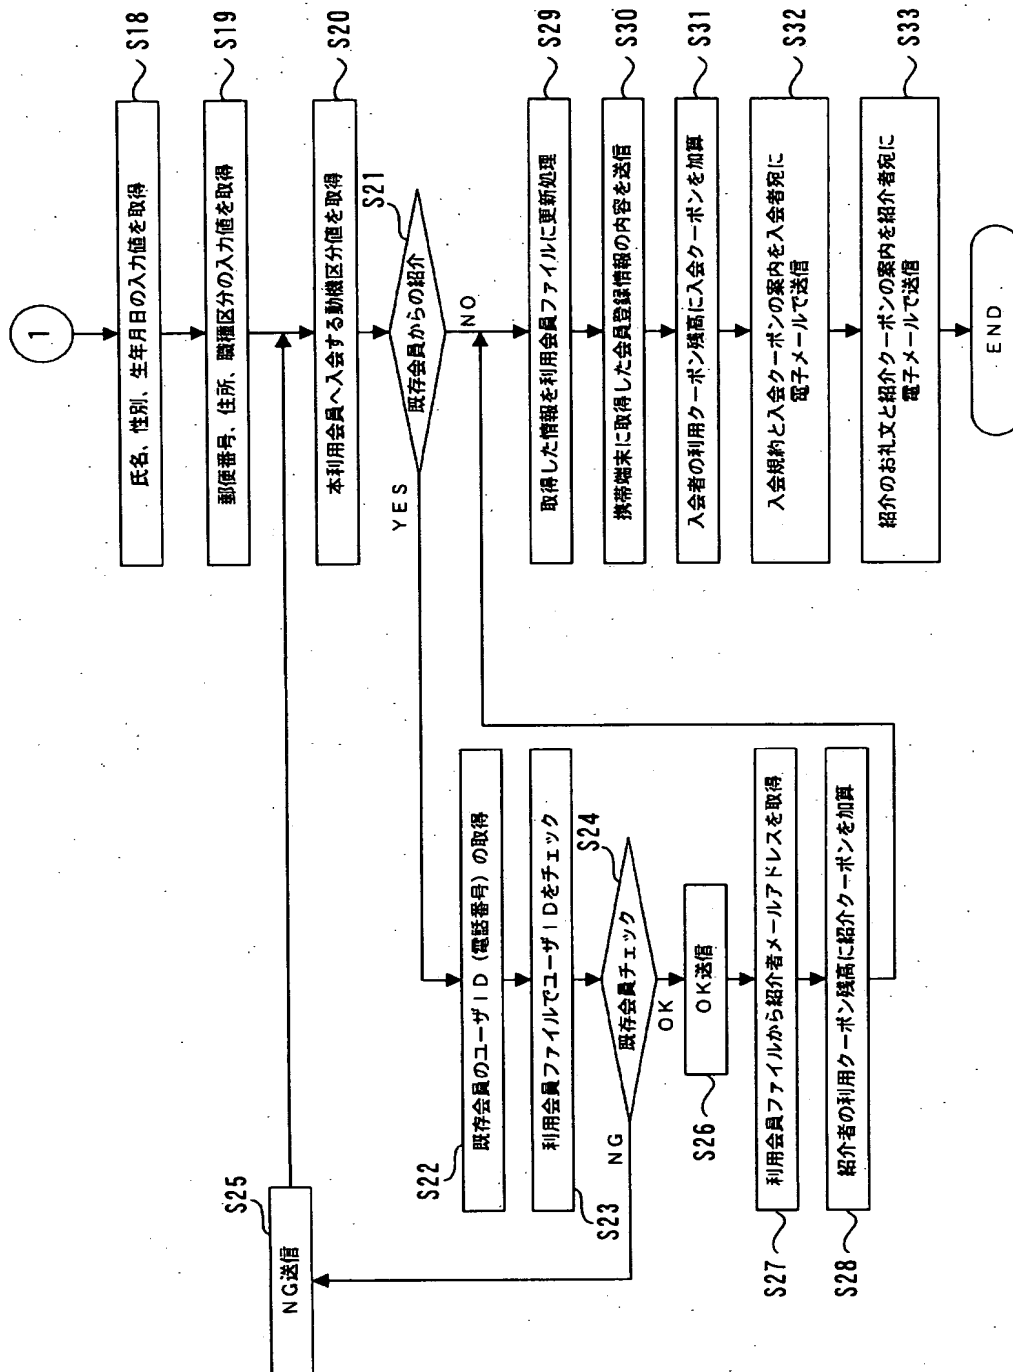 1
氏名、性別、生年月日の入力値を取得
S18
郵便番号、住所、職種区分の入力値を取得
S19
本利用会員へ入会する動機区分値を取得
S20
既存会員からの紹介
S21
YES
NO
既存会員のユーザID(電話番号)の取得
S22
利用会員ファイルでユーザIDをチェック
S23
既存会員チェック
S24
NG
OK
NG送信
S25
OK送信
S26
利用会員ファイルから紹介者メールアドレスを取得
S27
紹介者の利用クーポン残高に紹介クーポンを加算
S28
取得した情報を利用会員ファイルに更新処理
S29
携帯端末に取得した会員登録情報の内容を送信
S30
入会者の利用クーポン残高に入会クーポンを加算
S31
入会規約と入会クーポンの案内を入会者宛に
電子メールで送信
S32
紹介のお礼文と紹介クーポンの案内を紹介者宛に
電子メールで送信
S33
END